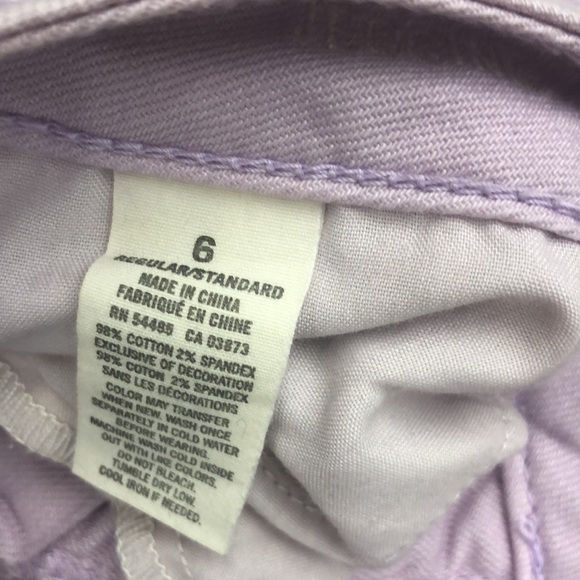 6
REGULAR/STANDARD
MADE IN CHINA
FABRIQUÉ EN CHINE
RN 54485 CA 03873
98% COTTON 2% SPANDEX
EXCLUSIVE OF DECORATION
98% COTON 2% SPANDEX
SANS LES DÉCORATIONS
COLOR MAY TRANSFER
WHEN NEW. WASH ONCE
SEPARATELY IN COLD WATER
BEFORE WEARING.
MACHINE WASH COLD INSIDE
OUT WITH LIKE COLORS.
DO NOT BLEACH.
TUMBLE DRY LOW.
COOL IRON IF NEEDED.